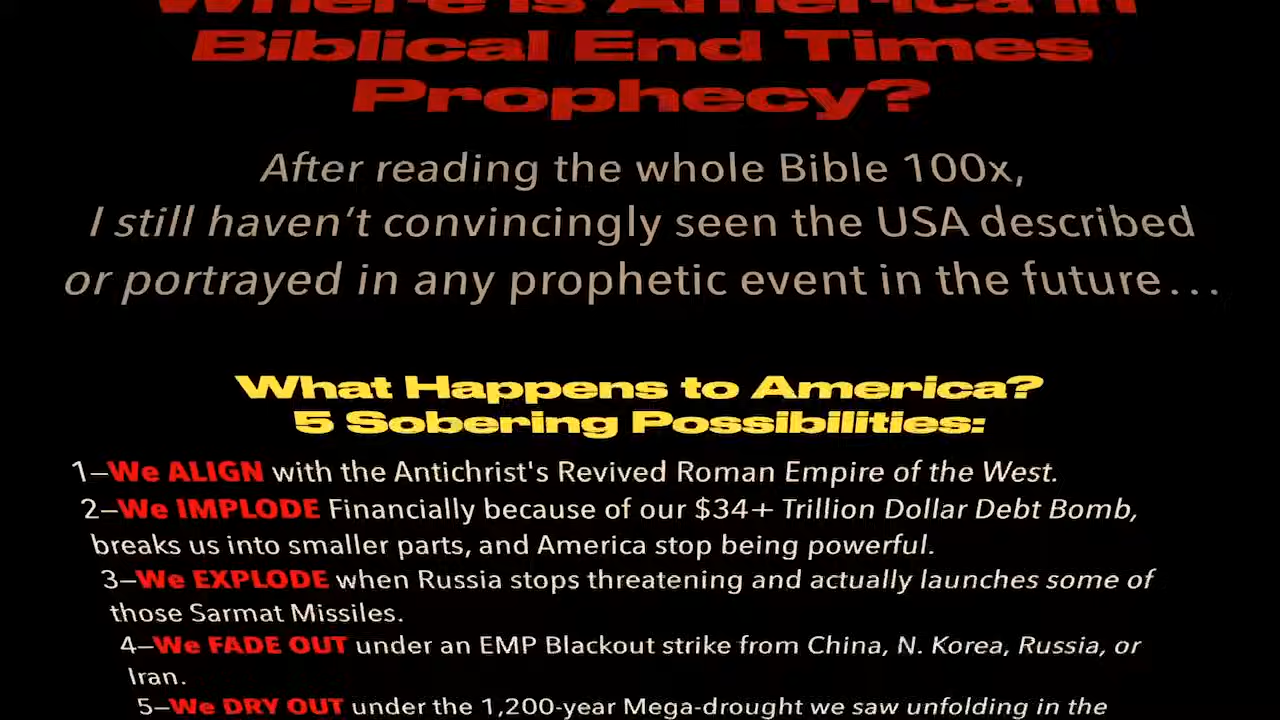 Where is America in
Biblical End Times
Prophecy?
After reading the whole Bible 100x,
I still haven't convincingly seen the USA described
or portrayed in any prophetic event in the future...
What Happens to America?
5 Sobering Possibilities:
1–We ALIGN with the Antichrist's Revived Roman Empire of the West.
2–We IMPLODE Financially because of our $34+ Trillion Dollar Debt Bomb,
breaks us into smaller parts, and America stop being powerful.
3–We EXPLODE when Russia stops threatening and actually launches some of
those Sarmat Missiles.
4–We FADE OUT under an EMP Blackout strike from China, N. Korea, Russia, or
Iran.
5–We DRY OUT under the 1,200-year Mega-drought we saw unfolding in the